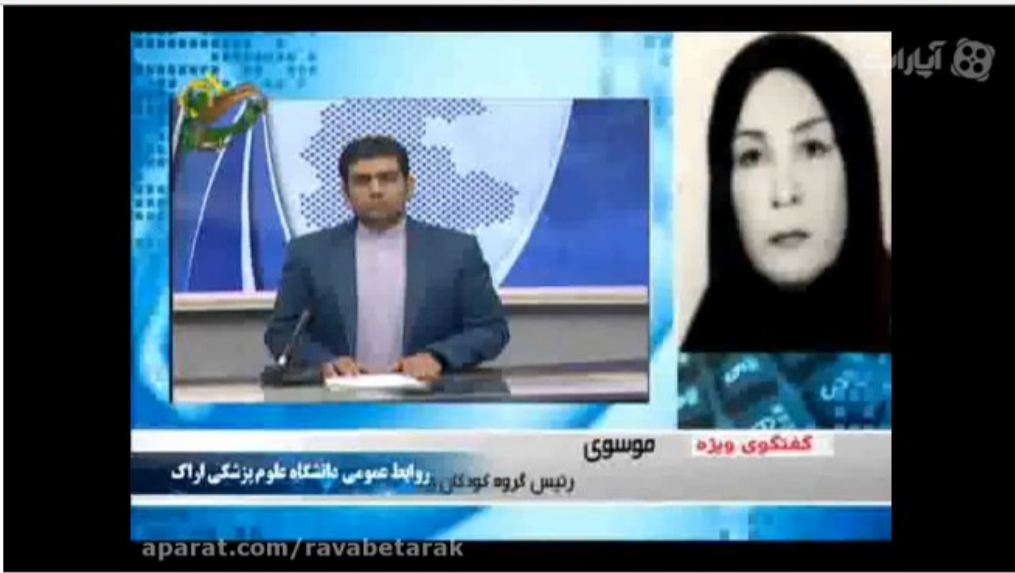 آپارات
گفتگوی ویژه
موسوی
رئیس گروه کودکان
روابط عمومی دانشگاه علوم پزشکی اراک
aparat.com/ravabetarak